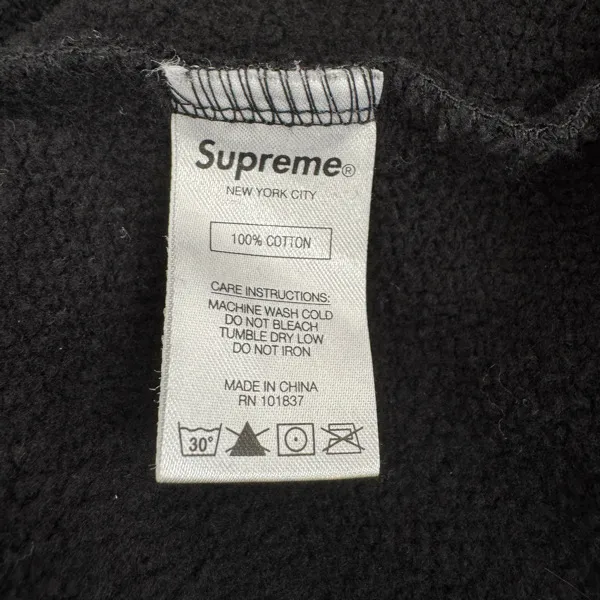 Supreme®
NEW YORK CITY
100% COTTON
CARE INSTRUCTIONS:
MACHINE WASH COLD
DO NOT BLEACH
TUMBLE DRY LOW
DO NOT IRON
MADE IN CHINA
RN 101837
30°